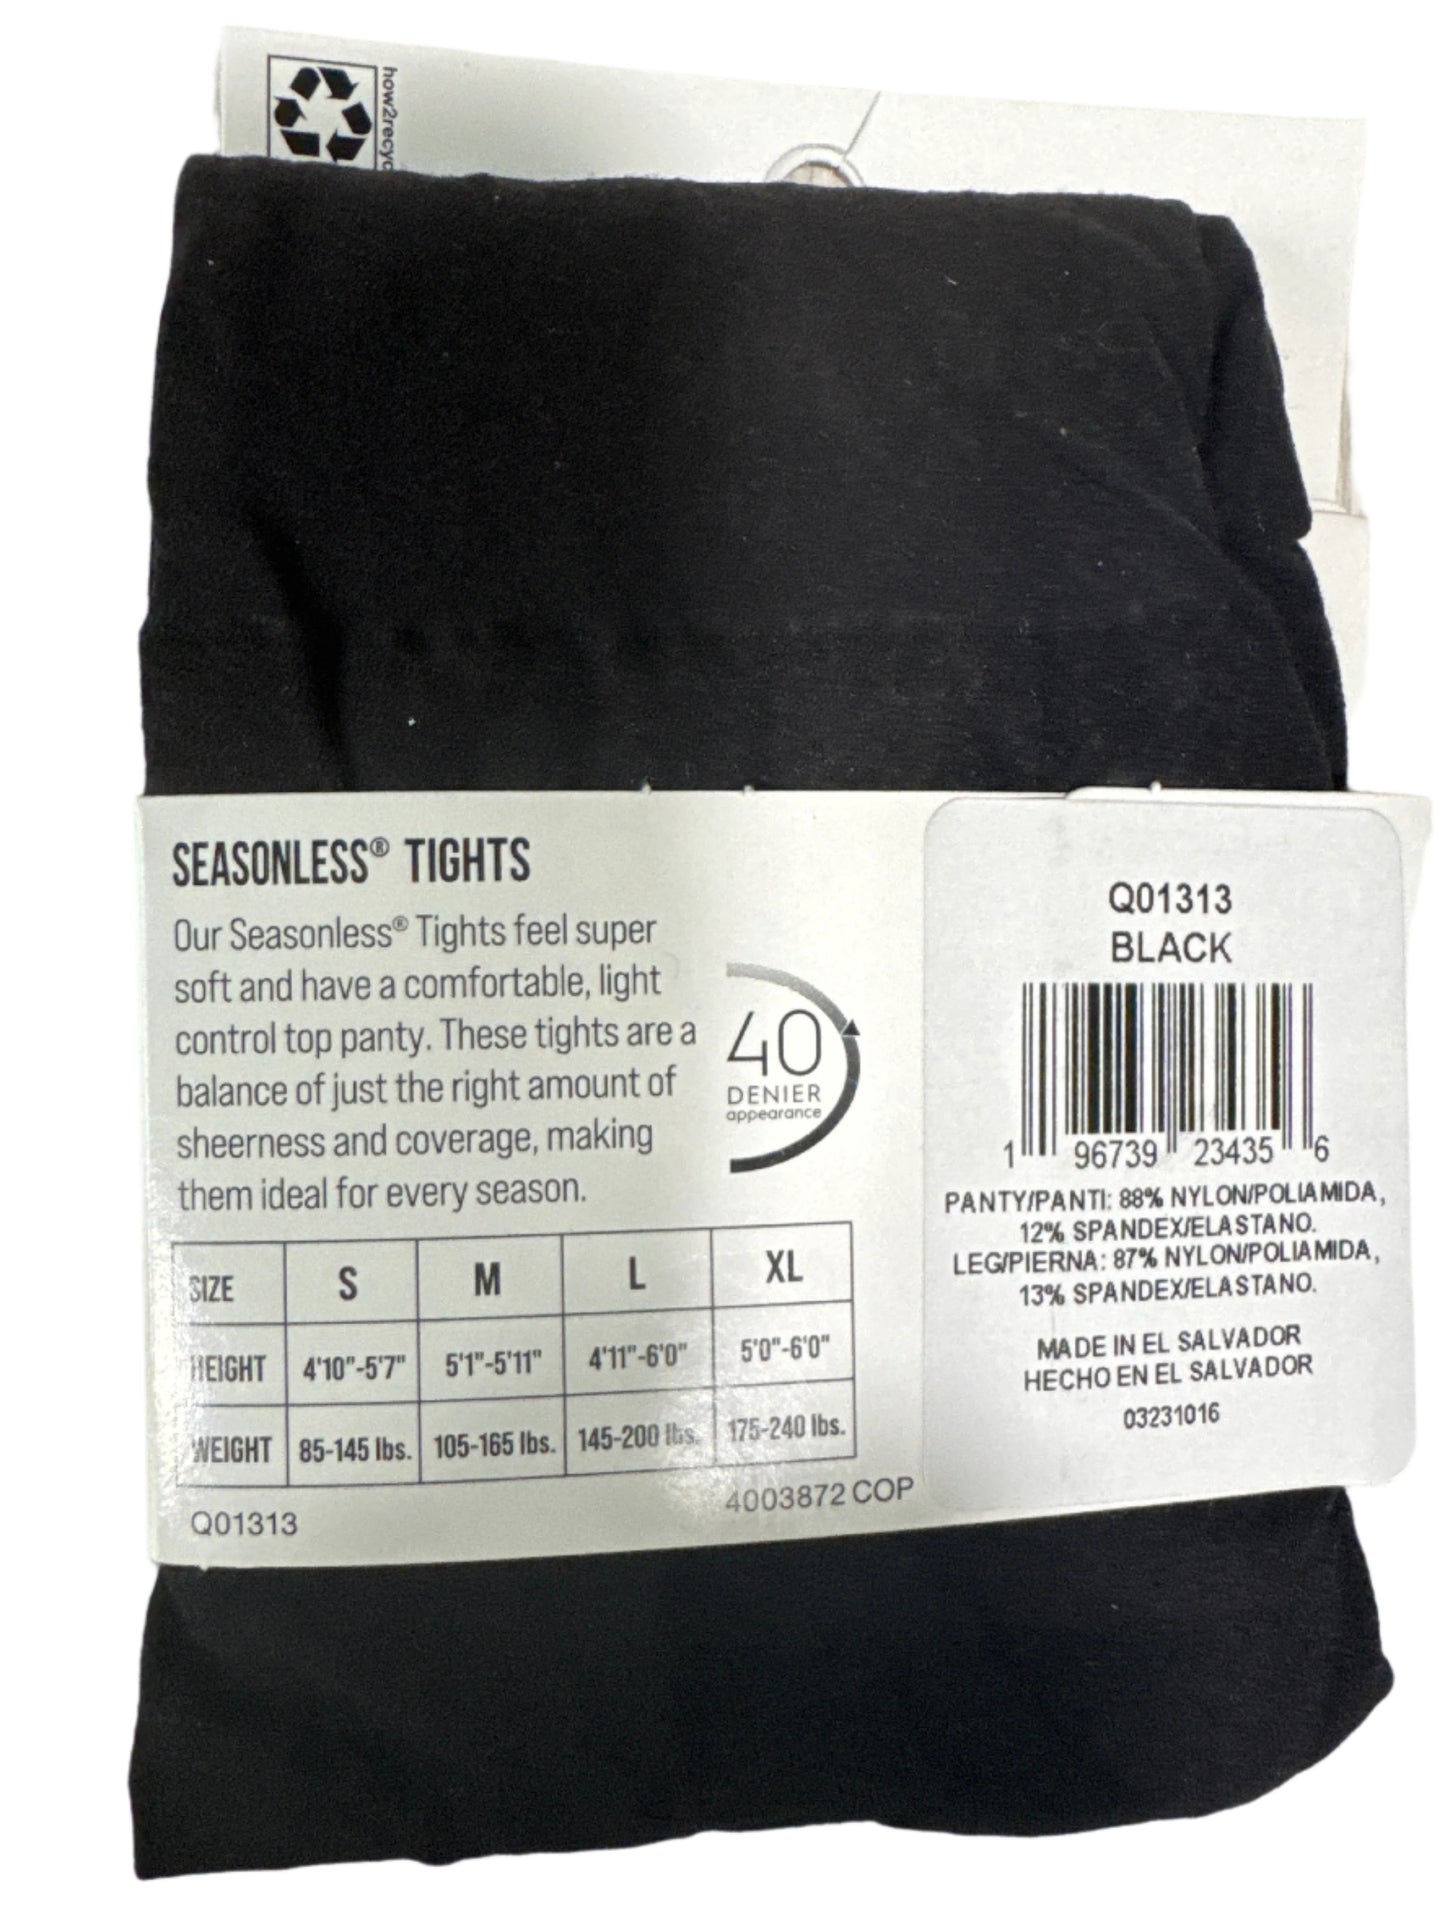 how2recyc
SEASONLESS® TIGHTS
Our Seasonless® Tights feel super
soft and have a comfortable, light
control top panty. These tights are a
balance of just the right amount of
sheerness and coverage, making
them ideal for every season.
40
DENIER
appearance
SIZE S M L XL
HEIGHT 4'10"-5'7" 5'1"-5'11" 4'11"-6'0" 5'0"-6'0"
WEIGHT 85-145 lbs. 105-165 lbs. 145-200 lbs. 175-240 lbs.
Q01313
4003872 COP
Q01313
BLACK
1 96739 23435 6
PANTY/PANTI: 88% NYLON/POLIAMIDA,
12% SPANDEX/ELASTANO.
LEG/PIERNA: 87% NYLON/POLIAMIDA,
13% SPANDEX/ELASTANO.
MADE IN EL SALVADOR
HECHO EN EL SALVADOR
03231016